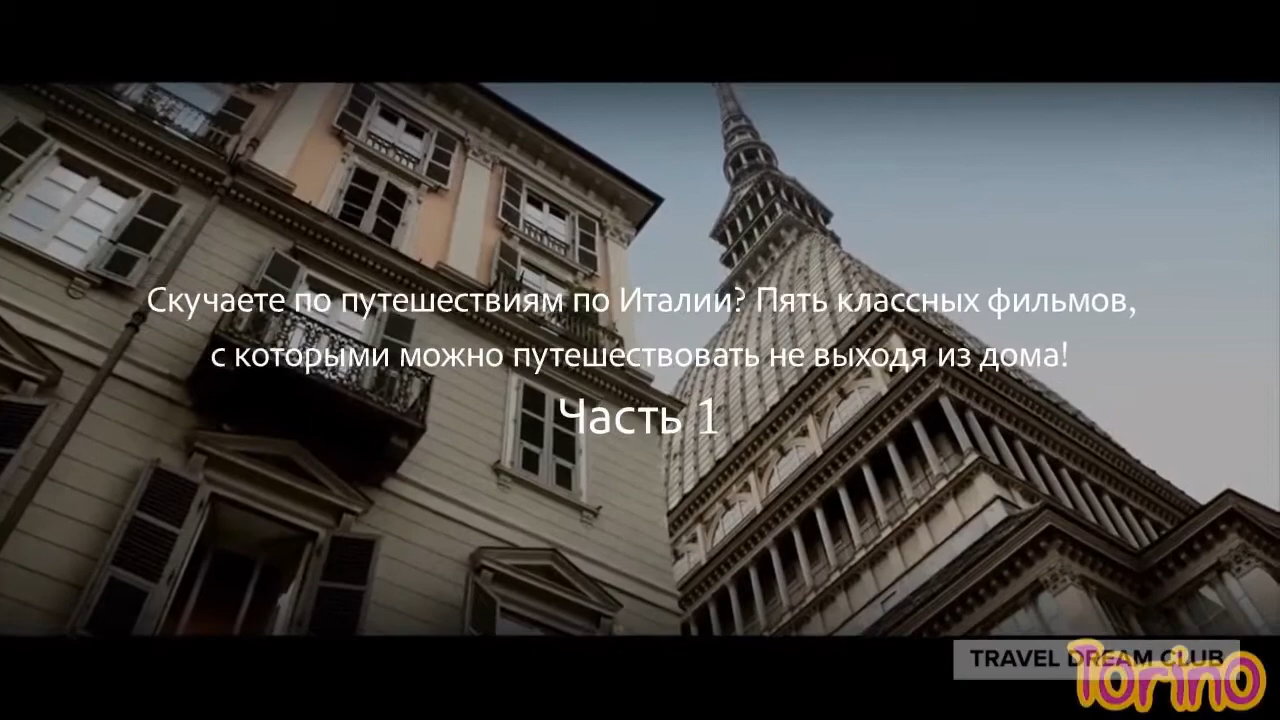 Скучаете по путешествиям по Италии? Пять классных фильмов,
с которыми можно путешествовать не выходя из дома!
Часть 1
TRAVEL DREAM CLUB
Torino